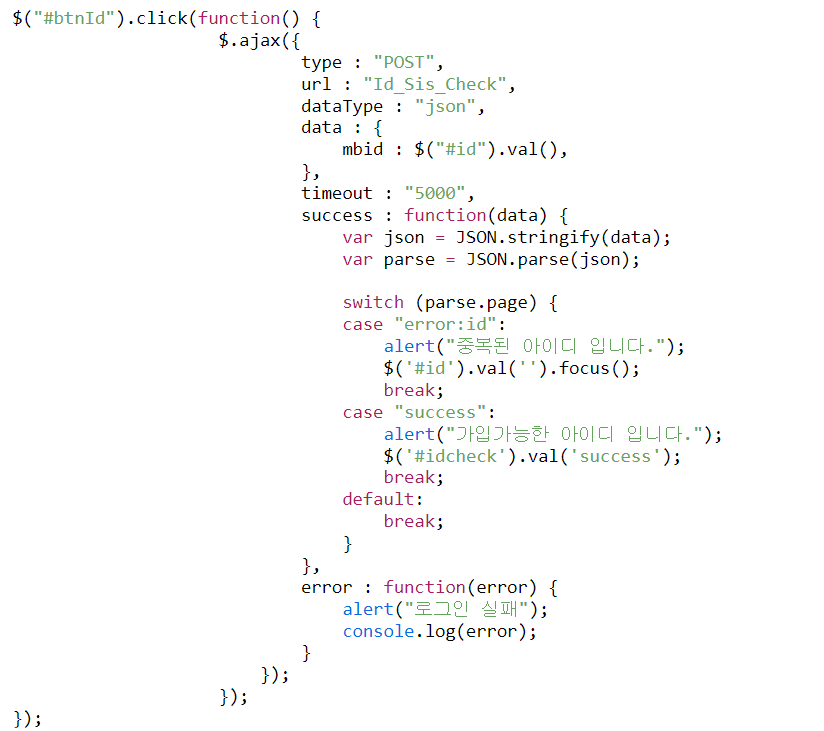 $("#btnId").click(function() {
$.ajax({
type : "POST",
url : "Id_Sis_Check",
dataType : "json",
data : {
mbid : $("#id").val(),
},
timeout : "5000",
success : function(data) {
var json = JSON.stringify(data);
var parse = JSON.parse(json);
switch (parse.page) {
case "error:id":
alert("중복된 아이디 입니다.");
$('#id').val('').focus();
break;
case "success":
alert("가입가능한 아이디 입니다.");
$('#idcheck').val('success');
break;
default:
break;
}
},
error : function(error) {
alert("로그인 실패");
console.log(error);
}
});
});
});